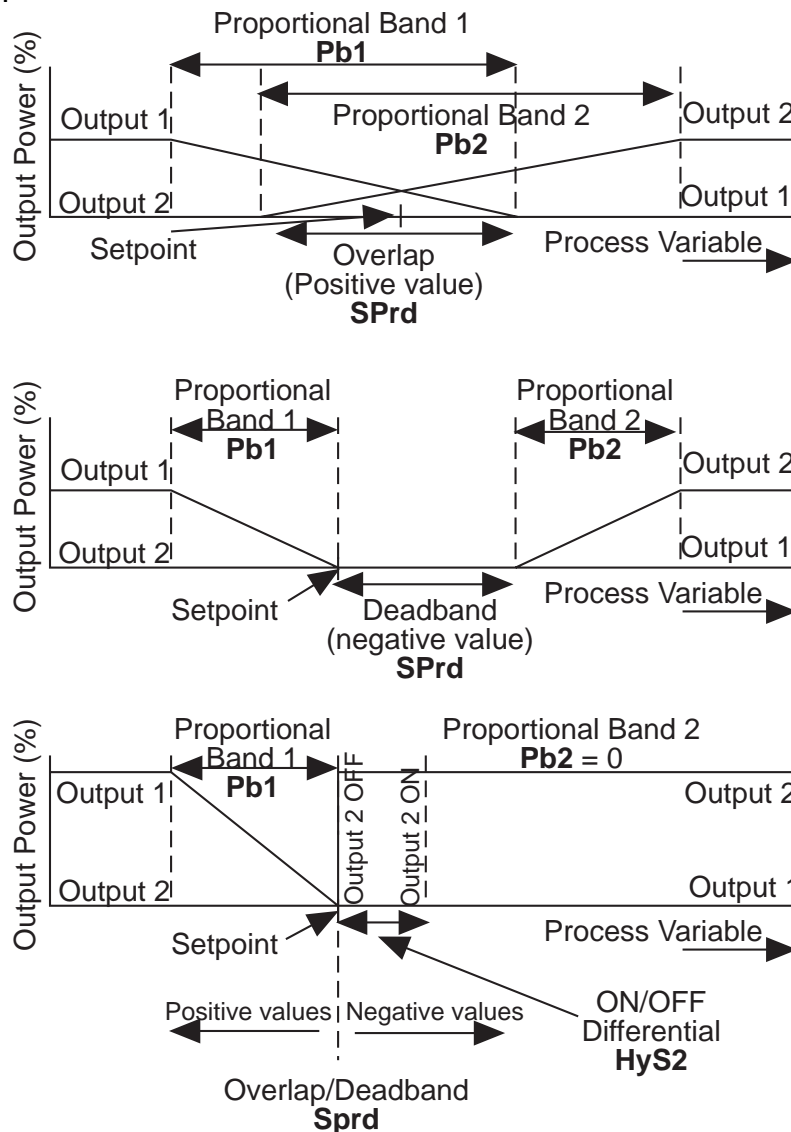 Proportional Band 1
Pb1
Output Power (%)
Output 1
Proportional Band 2
Pb2
Output 2
Output 2
Output 1
Setpoint
Overlap
(Positive value)
SPrd
Process Variable
Proportional
Band 1
Pb1
Proportional
Band 2
Pb2
Output Power (%)
Output 1
Output 2
Output 2
Output 1
Setpoint
Deadband
(negative value)
SPrd
Process Variable
Proportional
Band 1
Pb1
Proportional Band 2
Pb2 = 0
Output Power (%)
Output 1
Output 2 OFF
Output 2 ON
Output 2
Output 2
Output 1
Setpoint
Process Variable
Positive values
Negative values
ON/OFF
Differential
HyS2
Overlap/Deadband
Sprd